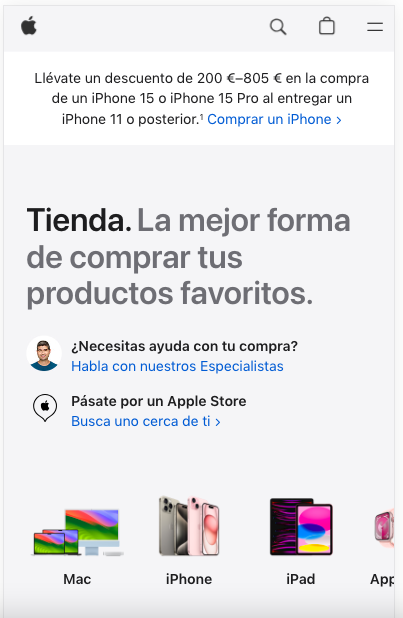 Llévate un descuento de 200 €–805 € en la compra
de un iPhone 15 o iPhone 15 Pro al entregar un
iPhone 11 o posterior.¹ Comprar un iPhone >
Tienda. La mejor forma
de comprar tus
productos favoritos.
¿Necesitas ayuda con tu compra?
Habla con nuestros Especialistas
Pásate por un Apple Store
Busca uno cerca de ti >
Mac iPhone iPad App